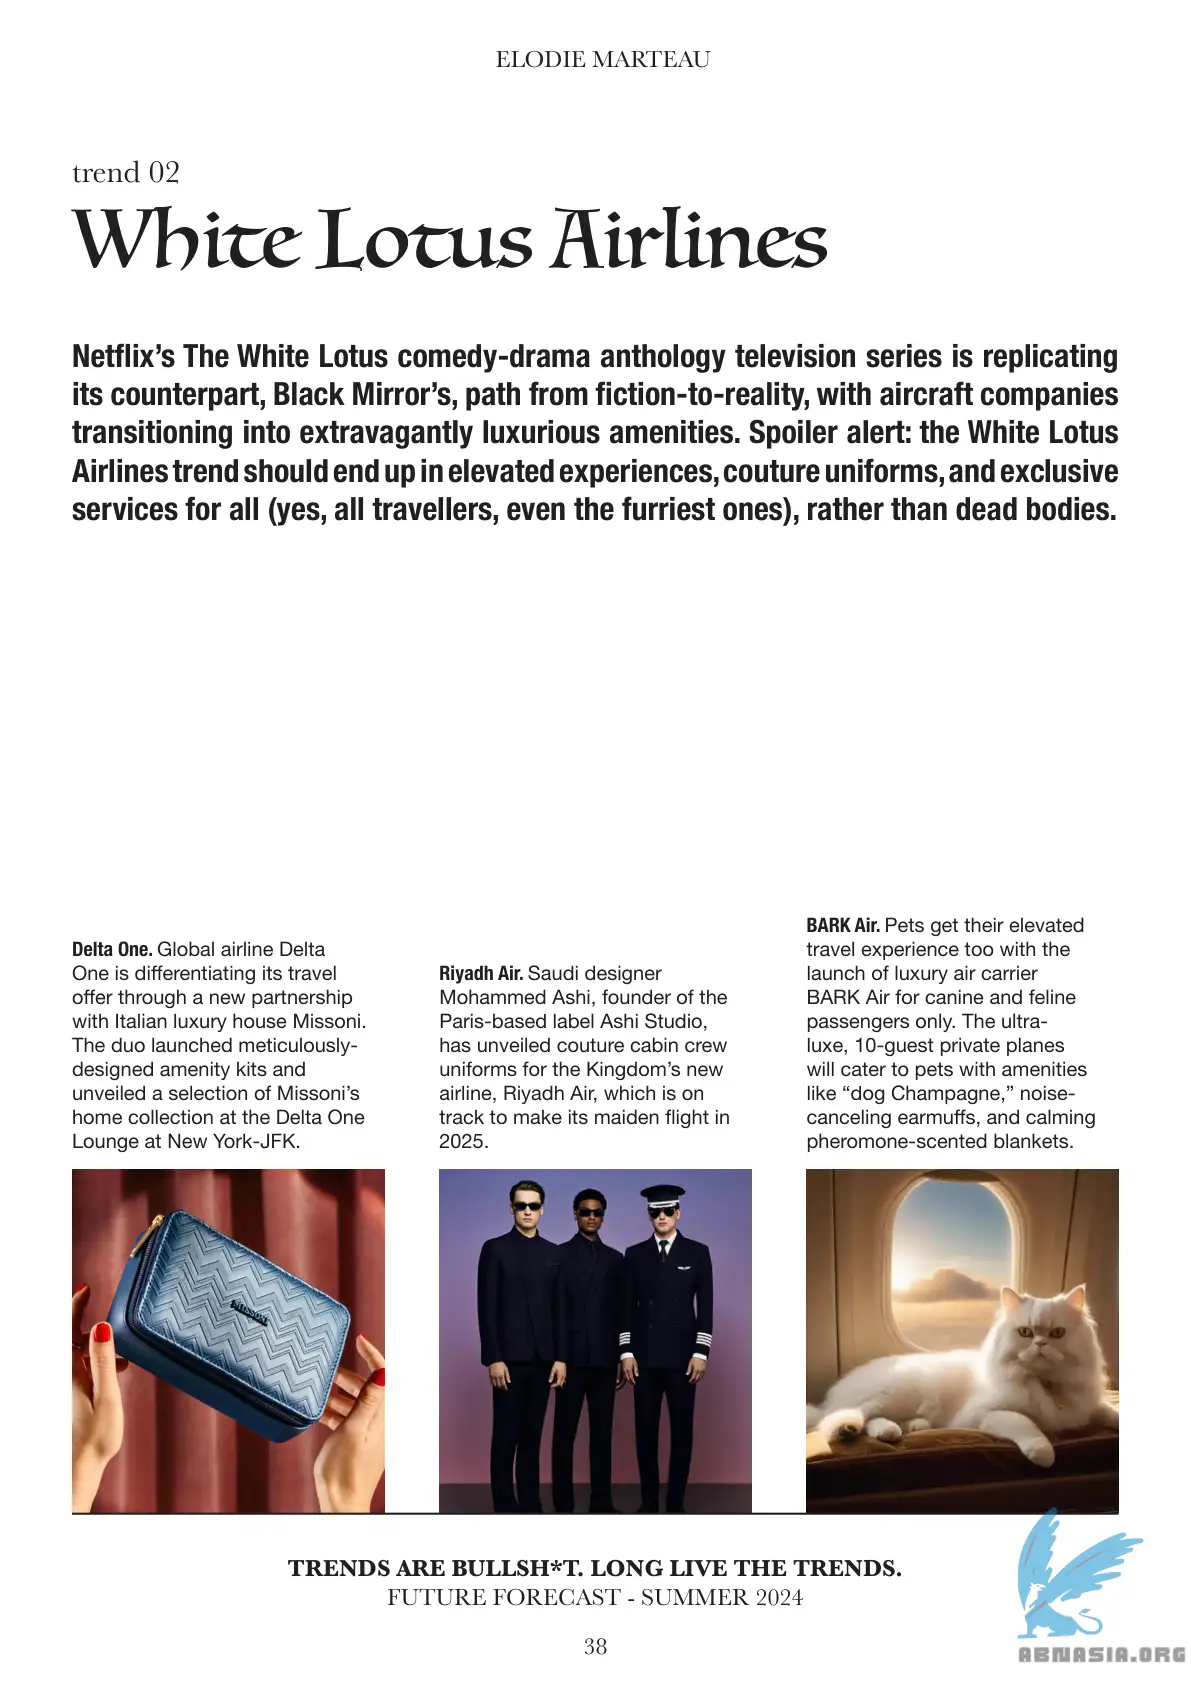 ELODIE MARTEAU
trend 02
White Lotus Airlines
Netflix’s The White Lotus comedy-drama anthology television series is replicating
its counterpart, Black Mirror’s, path from fiction-to-reality, with aircraft companies
transitioning into extravagantly luxurious amenities. Spoiler alert: the White Lotus
Airlines trend should end up in elevated experiences, couture uniforms, and exclusive
services for all (yes, all travellers, even the furriest ones), rather than dead bodies.
Delta One. Global airline Delta
One is differentiating its travel
offer through a new partnership
with Italian luxury house Missoni.
The duo launched meticulously-
designed amenity kits and
unveiled a selection of Missoni’s
home collection at the Delta One
Lounge at New York-JFK.
Riyadh Air. Saudi designer
Mohammed Ashi, founder of the
Paris-based label Ashi Studio,
has unveiled couture cabin crew
uniforms for the Kingdom’s new
airline, Riyadh Air, which is on
track to make its maiden flight in
2025.
BARK Air. Pets get their elevated
travel experience too with the
launch of luxury air carrier
BARK Air for canine and feline
passengers only. The ultra-
luxe, 10-guest private planes
will cater to pets with amenities
like “dog Champagne,” noise-
canceling earmuffs, and calming
pheromone-scented blankets.
MISSONI
TRENDS ARE BULLSH*T. LONG LIVE THE TRENDS.
FUTURE FORECAST - SUMMER 2024
38
ABNASIA.ORG